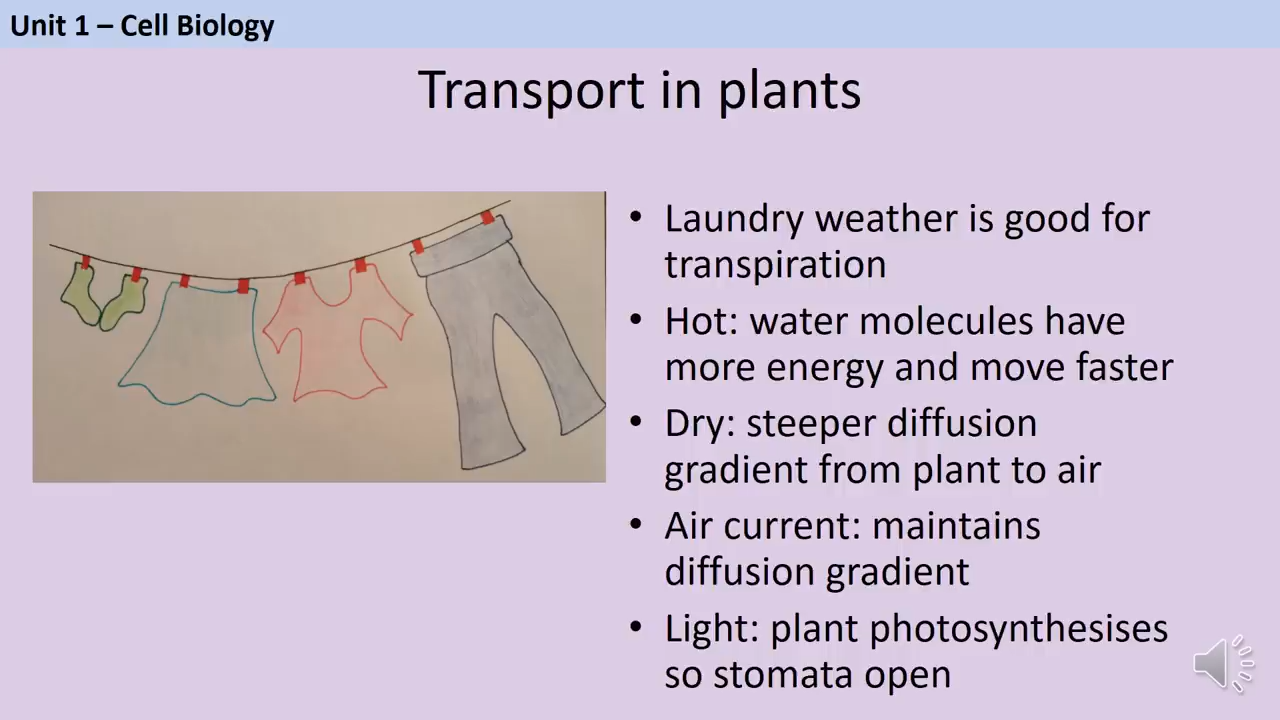 Unit 1 – Cell Biology
Transport in plants
• Laundry weather is good for
transpiration
• Hot: water molecules have
more energy and move faster
• Dry: steeper diffusion
gradient from plant to air
• Air current: maintains
diffusion gradient
• Light: plant photosynthesises
so stomata open